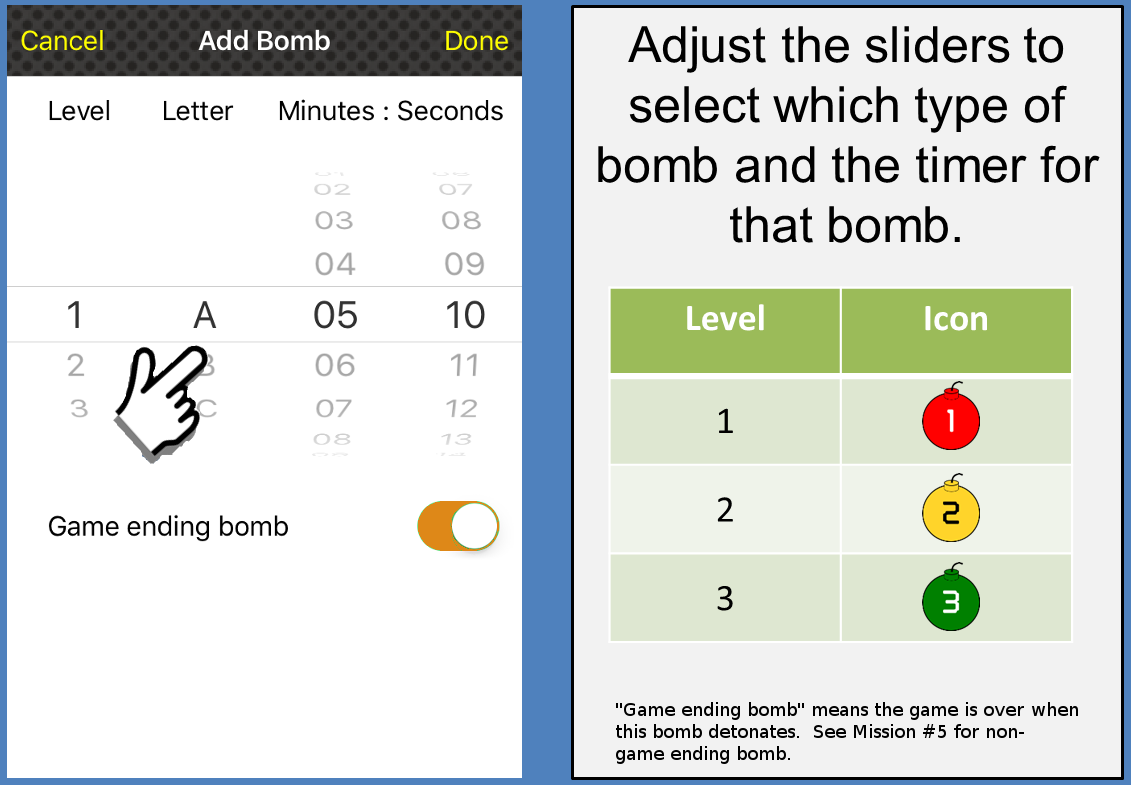 Cancel Add Bomb Done
Level Letter Minutes : Seconds
02 07
03 08
04 09
1 A 05 10
2 B 06 11
3 C 07 12
08 13
Game ending bomb
Adjust the sliders to
select which type of
bomb and the timer for
that bomb.
Level Icon
1 1
2 2
3 3
"Game ending bomb" means the game is over when
this bomb detonates.  See Mission #5 for non-
game ending bomb.